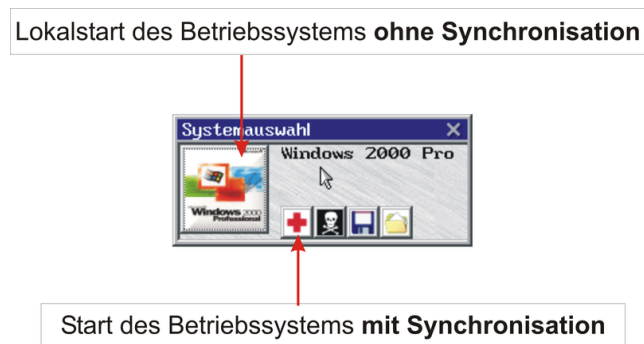 Lokalstart des Betriebssystems ohne Synchronisation
Systemauswahl
Windows 2000 Pro
Windows 2000
Professional
Start des Betriebssystems mit Synchronisation